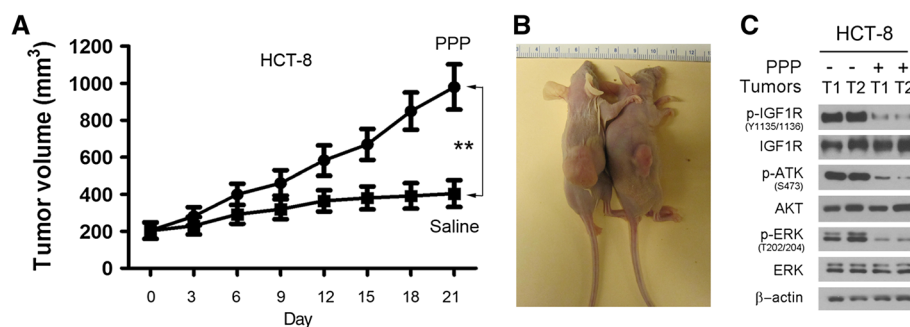 A
Tumor volume (mm³)
1200
1000
800
600
400
200
0
HCT-8
PPP
**
Saline
0 3 6 9 12 15 18 21
Day
B
C
HCT-8
PPP - - + +
Tumors T1 T2 T1 T2
p-IGF1R
(Y1135/1136)
IGF1R
p-ATK
(S473)
AKT
p-ERK
(T202/204)
ERK
β-actin